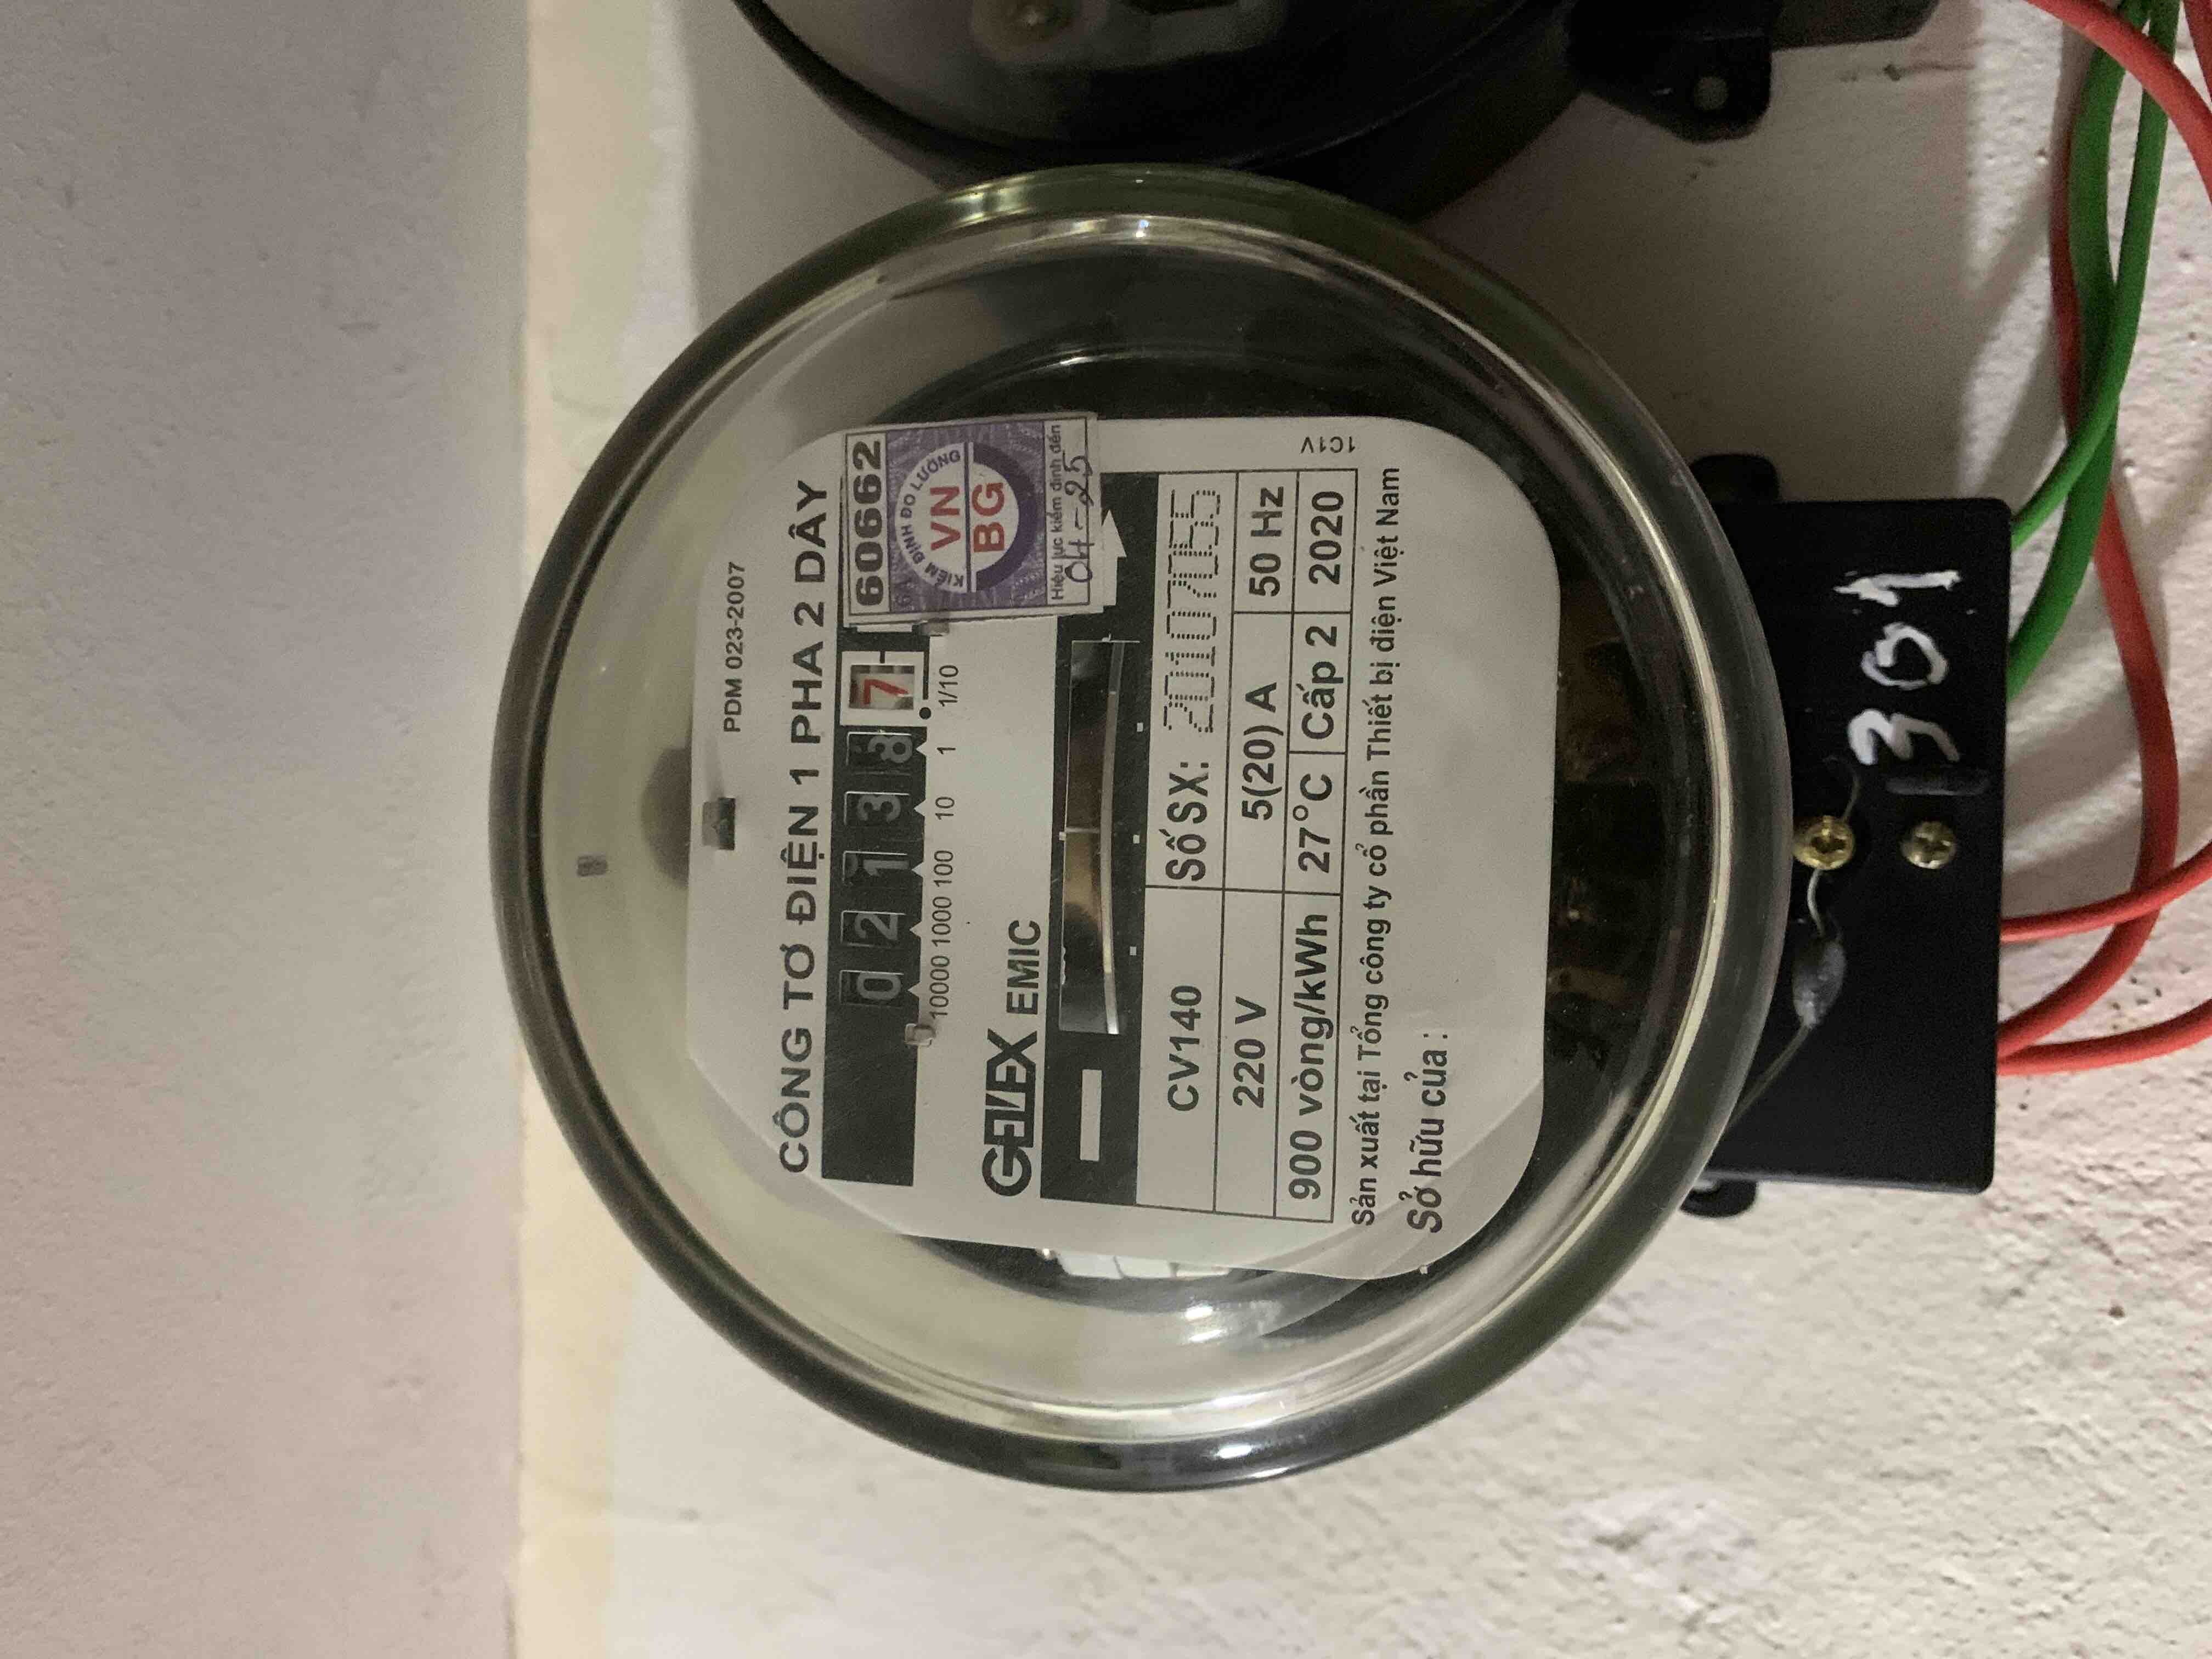 PDM 023-2007
CÔNG TƠ ĐIỆN 1 PHA 2 DÂY
0 2 1 3 8 7
10000 1000 100 10 1 1/10
60662
KIỂM ĐỊNH ĐO LƯỜNG
VN
BG
Hiệu lực kiểm định đến
04-25
GELEX EMIC
CV140 Số SX: 20107055
220 V 5(20) A 50 Hz
900 vòng/kWh 27°C Cấp 2 2020
1C1V
Sản xuất tại Tổng công ty cổ phần Thiết bị điện Việt Nam
Sở hữu của :
301